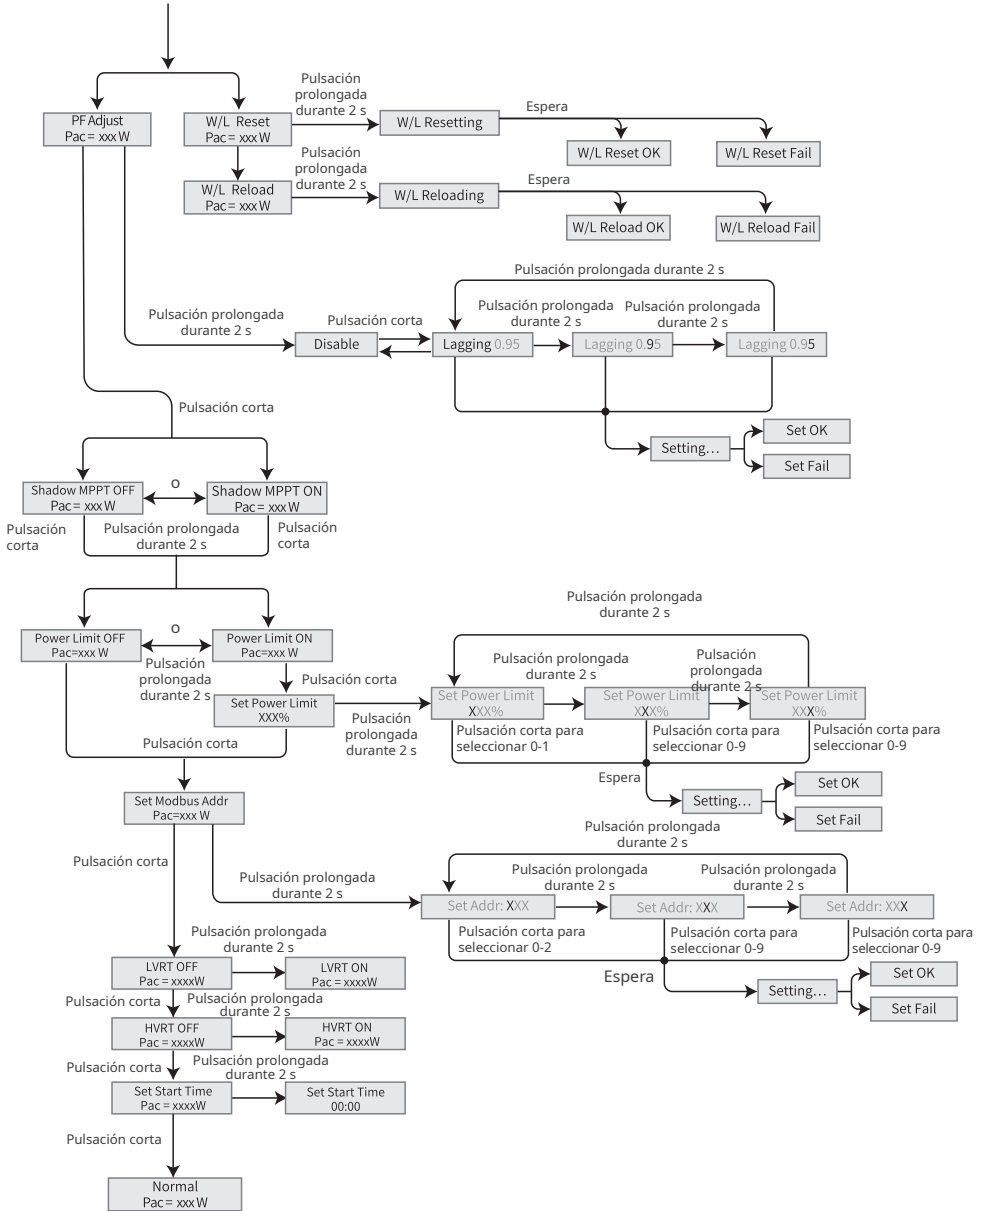 Pulsación
prolongada
durante 2 s
Espera
PF Adjust
Pac = xxx W
W/L Reset
Pac = xxx W
W/L Resetting
W/L Reset OK
W/L Reset Fail
Pulsación
prolongada
durante 2 s
Espera
W/L Reload
Pac = xxx W
W/L Reloading
W/L Reload OK
W/L Reload Fail
Pulsación prolongada durante 2 s
Pulsación prolongada
durante 2 s
Pulsación corta
Pulsación prolongada
durante 2 s
Pulsación prolongada
durante 2 s
Disable
Lagging 0.95
Lagging 0.95
Lagging 0.95
Pulsación corta
Setting...
Set OK
Set Fail
Shadow MPPT OFF
Pac = xxx W
o
Shadow MPPT ON
Pac = xxx W
Pulsación
corta
Pulsación prolongada
durante 2 s
Pulsación
corta
Pulsación prolongada
durante 2 s
Power Limit OFF
Pac=xxx W
o
Power Limit ON
Pac=xxx W
Pulsación
prolongada
durante 2 s
Pulsación corta
Pulsación prolongada
durante 2 s
Pulsación
prolongada
durante 2 s
Set Power Limit
XXX%
Set Power Limit
XXX%
Set Power Limit
XXX%
Set Power Limit
XXX%
Pulsación
prolongada
durante 2 s
Pulsación corta para
seleccionar 0-1
Pulsación corta para
seleccionar 0-9
Pulsación corta para
seleccionar 0-9
Pulsación corta
Espera
Setting...
Set OK
Set Fail
Set Modbus Addr
Pac=xxx W
Pulsación prolongada
durante 2 s
Pulsación corta
Pulsación prolongada
durante 2 s
Pulsación prolongada
durante 2 s
Pulsación prolongada
durante 2 s
Set Addr: XXX
Set Addr: XXX
Set Addr: XXX
Pulsación corta para
seleccionar 0-2
Pulsación corta para
seleccionar 0-9
Pulsación corta para
seleccionar 0-9
Espera
Setting...
Set OK
Set Fail
Pulsación prolongada
durante 2 s
LVRT OFF
Pac = xxxxW
LVRT ON
Pac = xxxxW
Pulsación corta
Pulsación prolongada
durante 2 s
HVRT OFF
Pac = xxxxW
HVRT ON
Pac = xxxxW
Pulsación corta
Pulsación prolongada
durante 2 s
Set Start Time
Pac = xxxxW
Set Start Time
00:00
Pulsación corta
Normal
Pac = xxx W